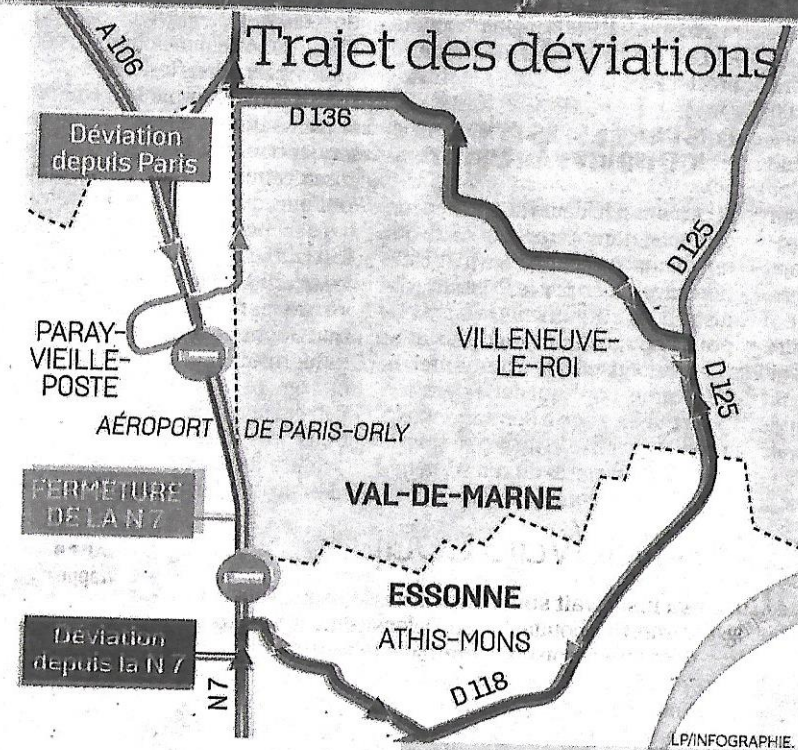 Trajet des déviations
A 106
D 136
Déviation
depuis Paris
D 125
PARAY-
VIEILLE-
POSTE
VILLENEUVE-
LE-ROI
D 125
AÉROPORT DE PARIS-ORLY
FERMETURE
DE LA N 7
VAL-DE-MARNE
ESSONNE
ATHIS-MONS
Déviation
depuis la N 7
N 7
D 118
LP/INFOGRAPHIE